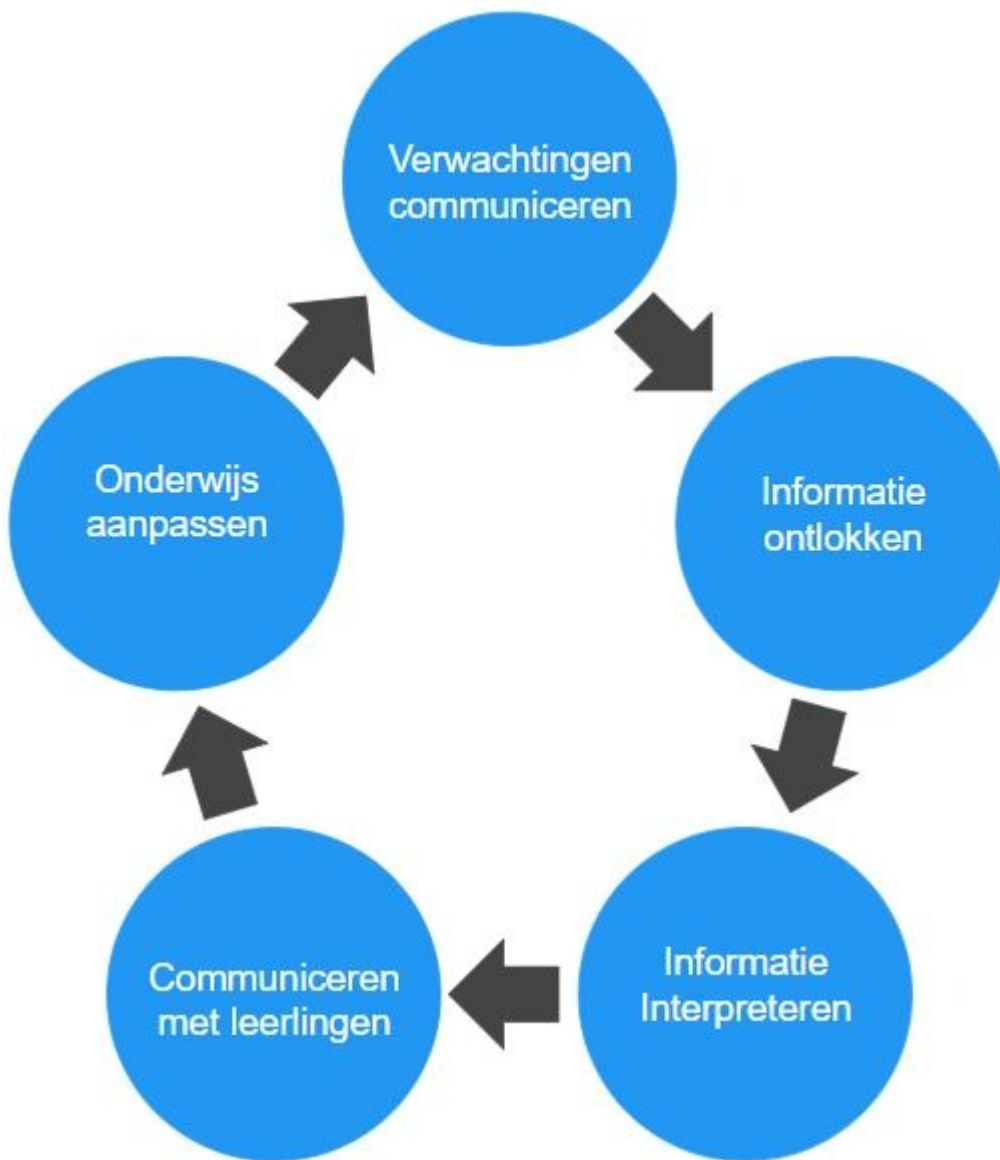 Verwachtingen
communiceren
Informatie
ontlokken
Informatie
Interpreteren
Communiceren
met leerlingen
Onderwijs
aanpassen